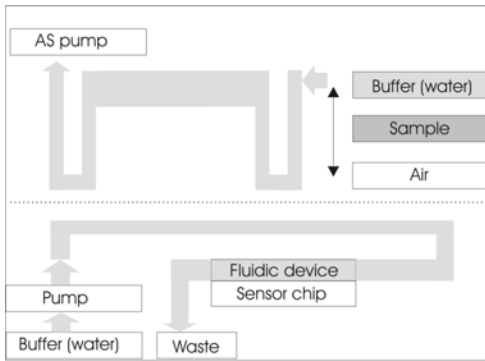 AS pump
Buffer (water)
Sample
Air
Fluidic device
Sensor chip
Pump
Buffer (water)
Waste